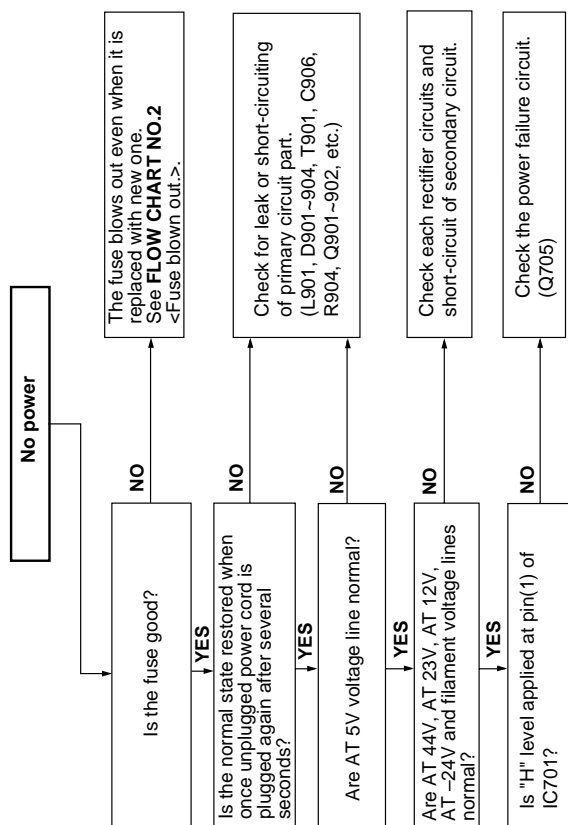 No power
Is the fuse good?
NO
The fuse blows out even when it is
replaced with new one.
See FLOW CHART NO.2
<Fuse blown out.>.
YES
Is the normal state restored when
once unplugged power cord is
plugged again after several
seconds?
NO
Check for leak or short-circuiting
of primary circuit part.
(L901, D901~904, T901, C906,
R904, Q901~902, etc.)
YES
Are AT 5V voltage line normal?
NO
YES
Are AT 44V, AT 23V, AT 12V,
AT –24V and filament voltage lines
normal?
NO
Check each rectifier circuits and
short-circuit of secondary circuit.
YES
Is "H" level applied at pin(1) of
IC701?
NO
Check the power failure circuit.
(Q705)